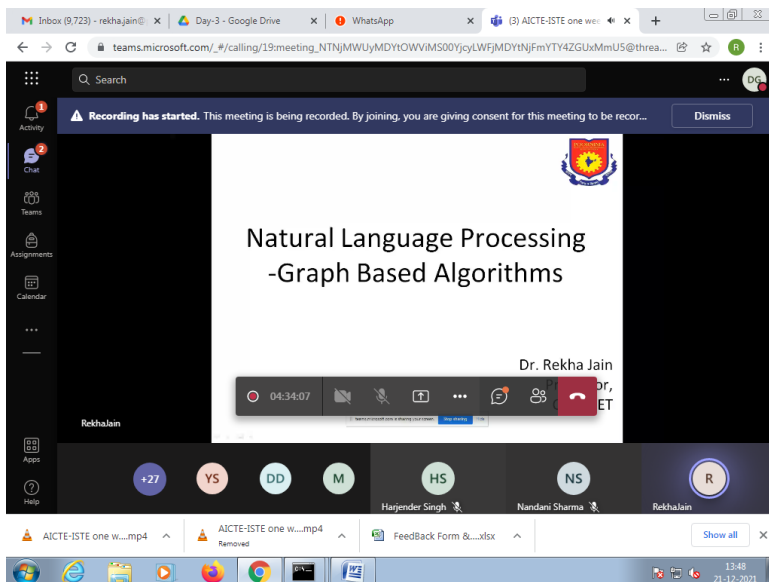 Inbox (9,723) - rekha.jain@
Day-3 - Google Drive
WhatsApp
(3) AICTE-ISTE one wee
teams.microsoft.com/_#/calling/19:meeting_NTNjMWUyMDYtOWViMS00YjcyLWFjMDYtNjFmYTY4ZGUxMmU5@threa...
R
Search
DG
1
Activity
Recording has started. This meeting is being recorded. By joining, you are giving consent for this meeting to be recor...
Dismiss
2
Chat
Teams
Assignments
Calendar
Natural Language Processing
-Graph Based Algorithms
Dr. Rekha Jain
04:34:07
ET
RekhaJain
Apps
Help
+27
YS
DD
M
HS
NS
R
Harjender Singh
Nandani Sharma
RekhaJain
AICTE-ISTE one w....mp4
AICTE-ISTE one w....mp4
Removed
FeedBack Form &....xlsx
Show all
13:48
21-12-2021